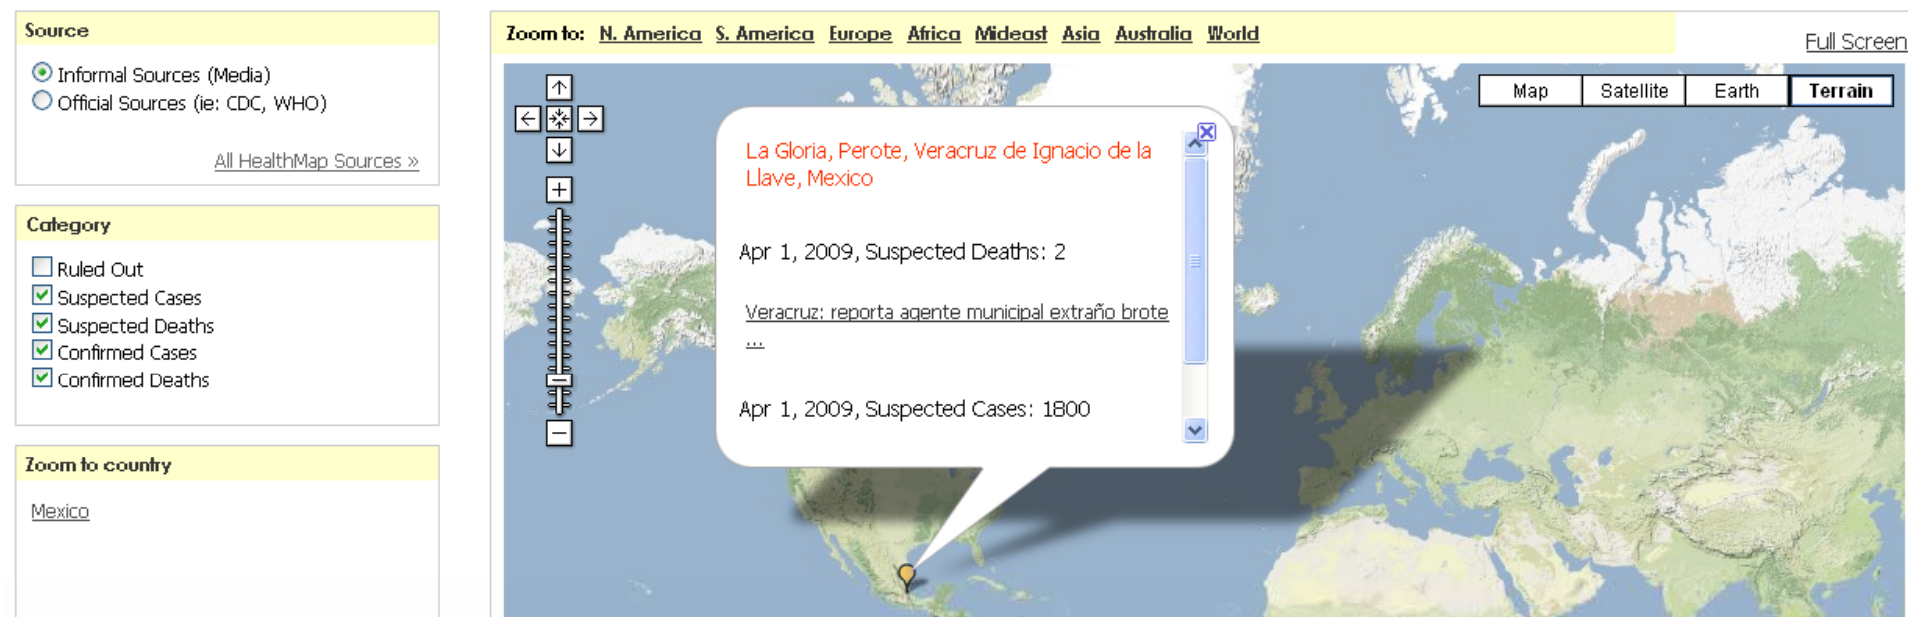 Source
Informal Sources (Media)
Official Sources (ie: CDC, WHO)
All HealthMap Sources »
Category
Ruled Out
Suspected Cases
Suspected Deaths
Confirmed Cases
Confirmed Deaths
Zoom to country
Mexico
Zoom to: N. America S. America Europe Africa Mideast Asia Australia World
Full Screen
Map Satellite Earth Terrain
La Gloria, Perote, Veracruz de Ignacio de la
Llave, Mexico
Apr 1, 2009, Suspected Deaths: 2
Veracruz: reporta agente municipal extraño brote
...
Apr 1, 2009, Suspected Cases: 1800